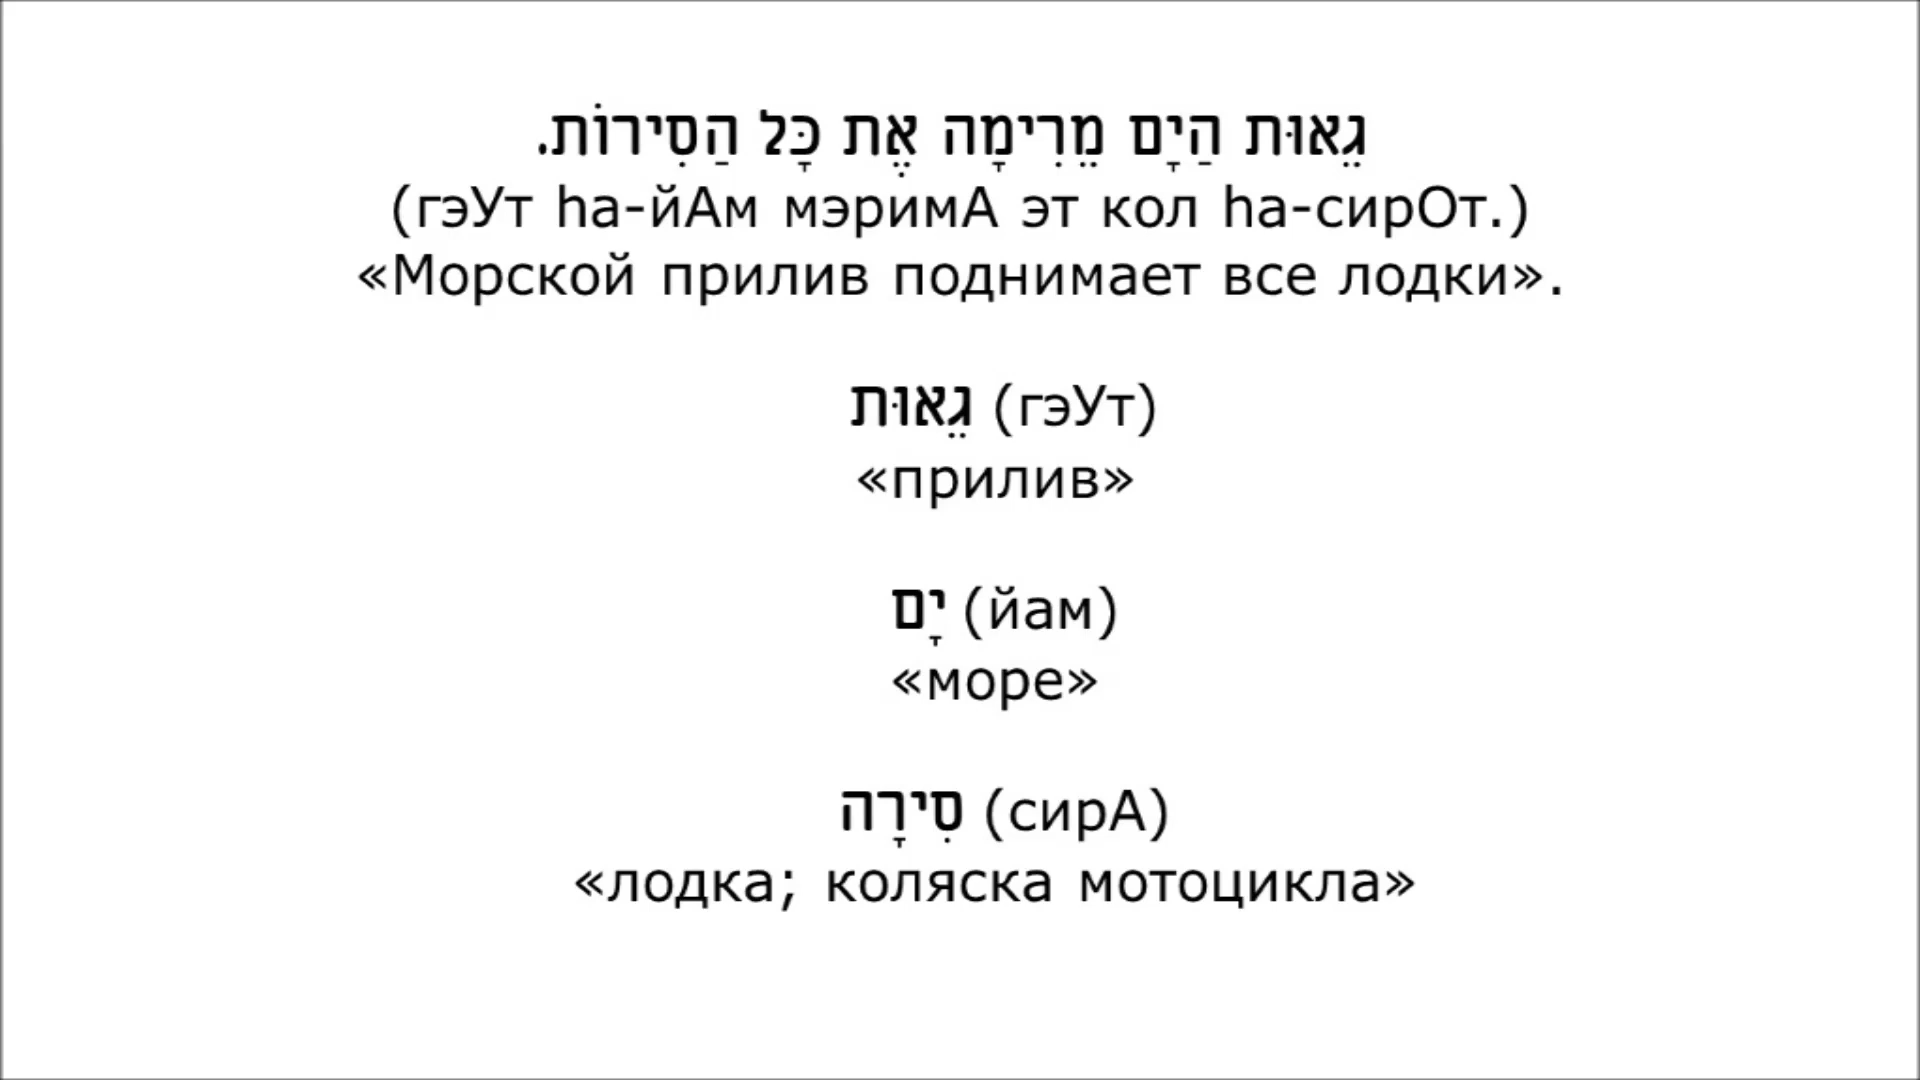 גֵאוּת הַיָם מֵרִימָה אֶת כָּל הַסִירוֹת.
(гэУт hа-йАм мэримА эт кол hа-сирОт.)
«Морской прилив поднимает все лодки».
גֵאוּת (гэУт)
«прилив»
יָם (йам)
«море»
סִירָה (сирА)
«лодка; коляска мотоцикла»